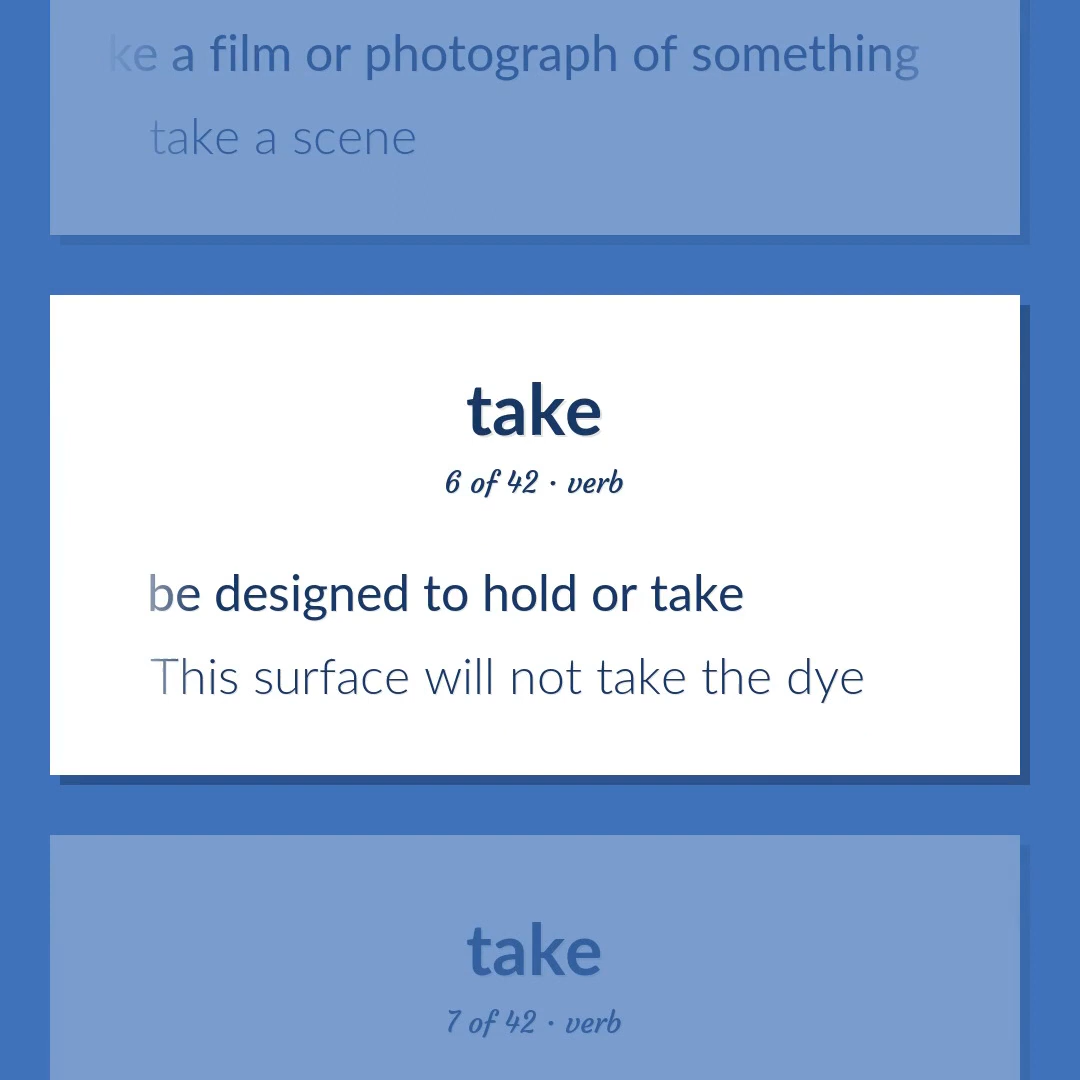 ke a film or photograph of something
take a scene
take
6 of 42 · verb
be designed to hold or take
This surface will not take the dye
take
7 of 42 · verb